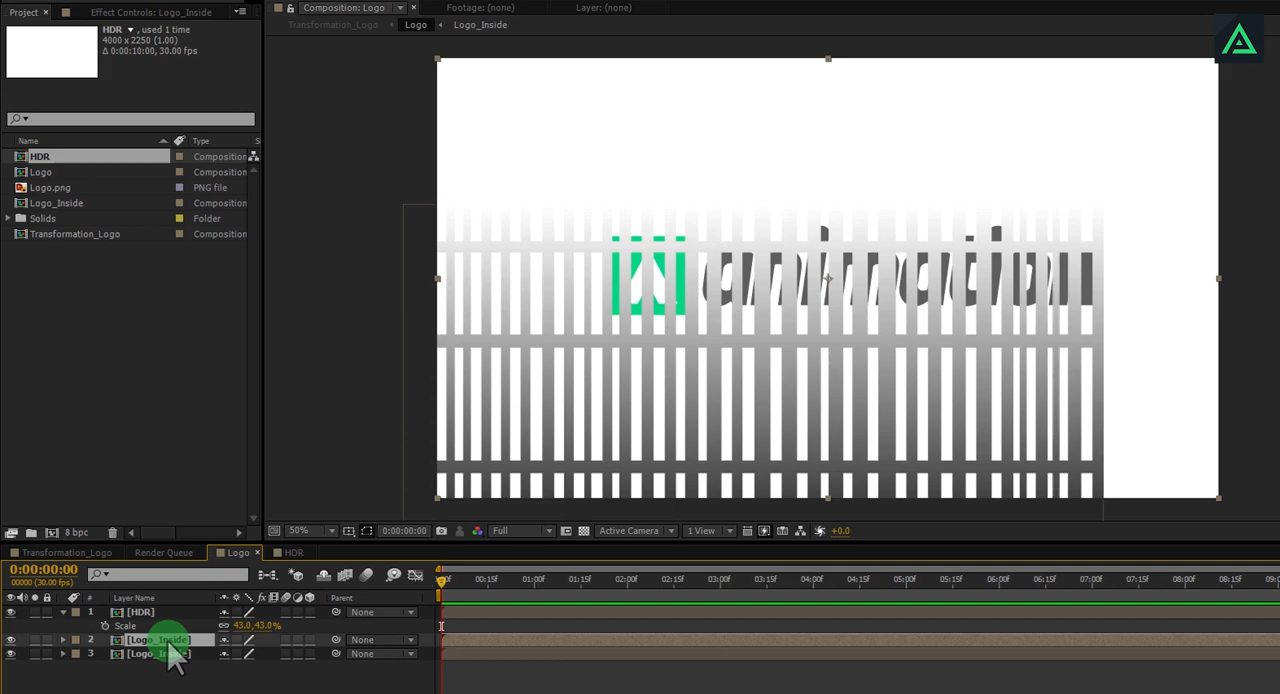 Project ×
Effect Controls: Logo_Inside
Composition: Logo
Footage: (none)
Layer: (none)
Transformation_Logo
Logo
Logo_Inside
HDR , used 1 time
4000 x 2250 (1.00)
Δ 0:00:10:00, 30.00 fps
Name
Type
S
HDR
Composition
Logo
Composition
Logo.png
PNG file
Logo_Inside
Composition
Solids
Folder
Transformation_Logo
Composition
8 bpc
50%
0:00:00:00
Full
Active Camera
1 View
+0.0
Transformation_Logo
Render Queue
Logo ×
HDR
0:00:00:00
00000 (30.00 fps)
00:15f
01:00f
01:15f
02:00f
02:15f
03:00f
03:15f
04:00f
04:15f
05:00f
05:15f
06:00f
06:15f
07:00f
07:15f
08:00f
08:15f
09:00
#
Layer Name
fx
Parent
1
[HDR]
None
Scale
43.0,43.0%
2
[Logo_Inside]
None
3
[Logo_Inside]
None